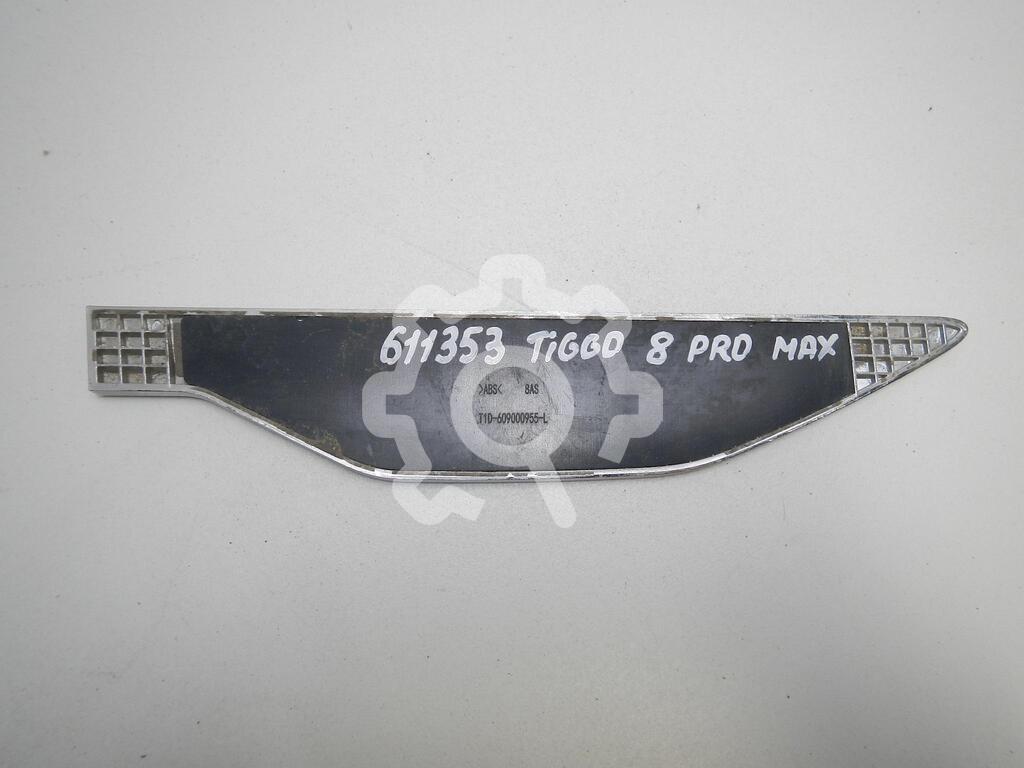 611353 TiGGO 8 PRO MAX
>ABS< 8AS
T1D-609000955-L